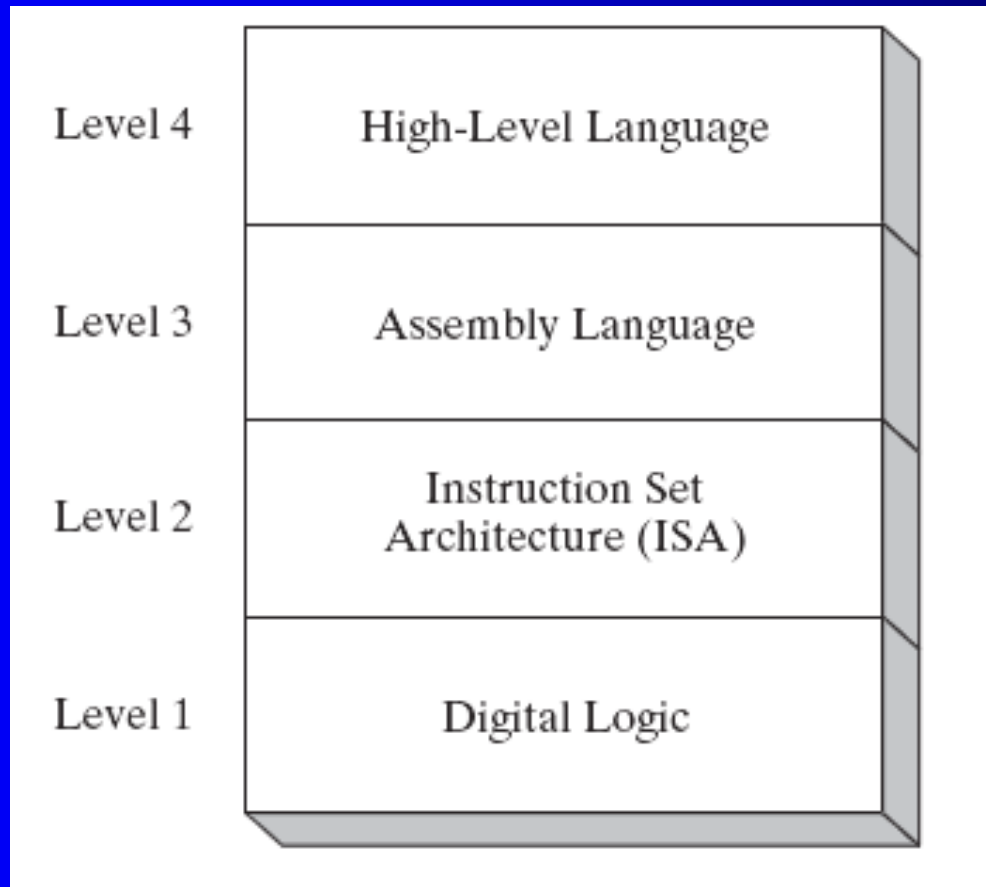 Level 4
High-Level Language
Level 3
Assembly Language
Level 2
Instruction Set
Architecture (ISA)
Level 1
Digital Logic